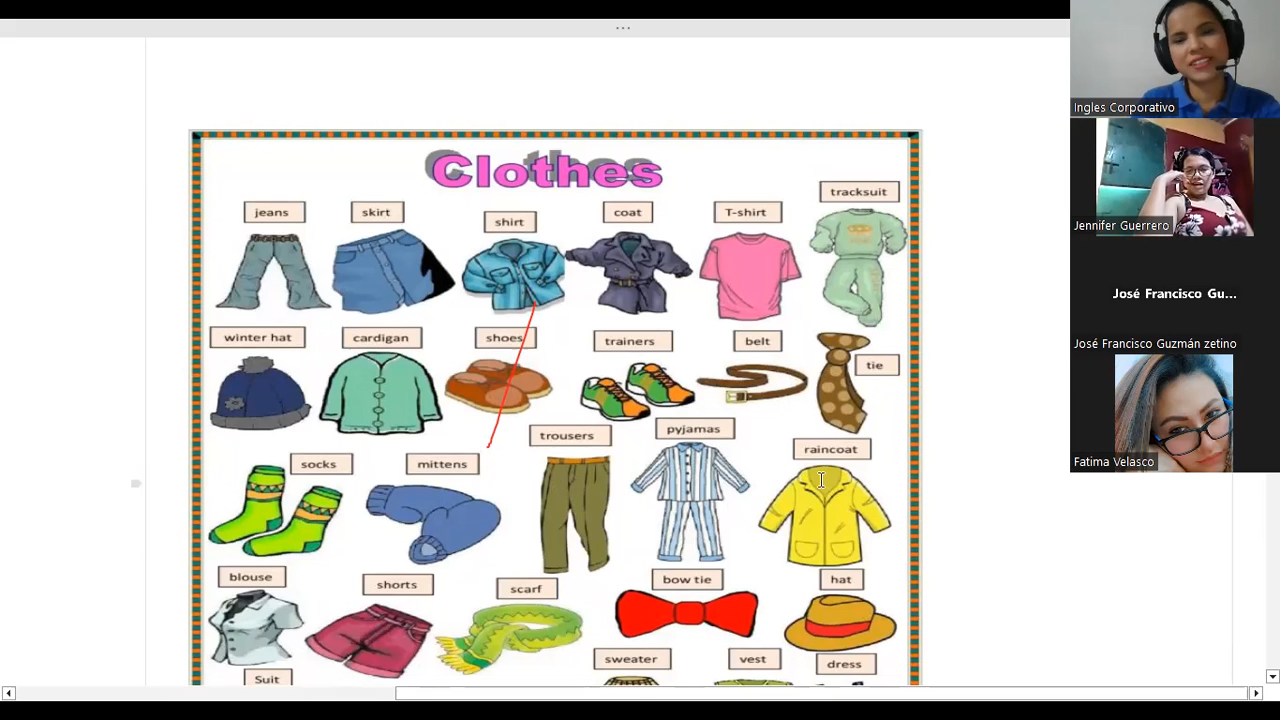 ...
Clothes
tracksuit
jeans
skirt
shirt
coat
T-shirt
winter hat
cardigan
shoes
trainers
belt
tie
trousers
pyjamas
raincoat
socks
mittens
blouse
shorts
scarf
bow tie
hat
sweater
vest
dress
Suit
Ingles Corporativo
Jennifer Guerrero
José Francisco Gu...
José Francisco Guzmán zetino
Fatima Velasco